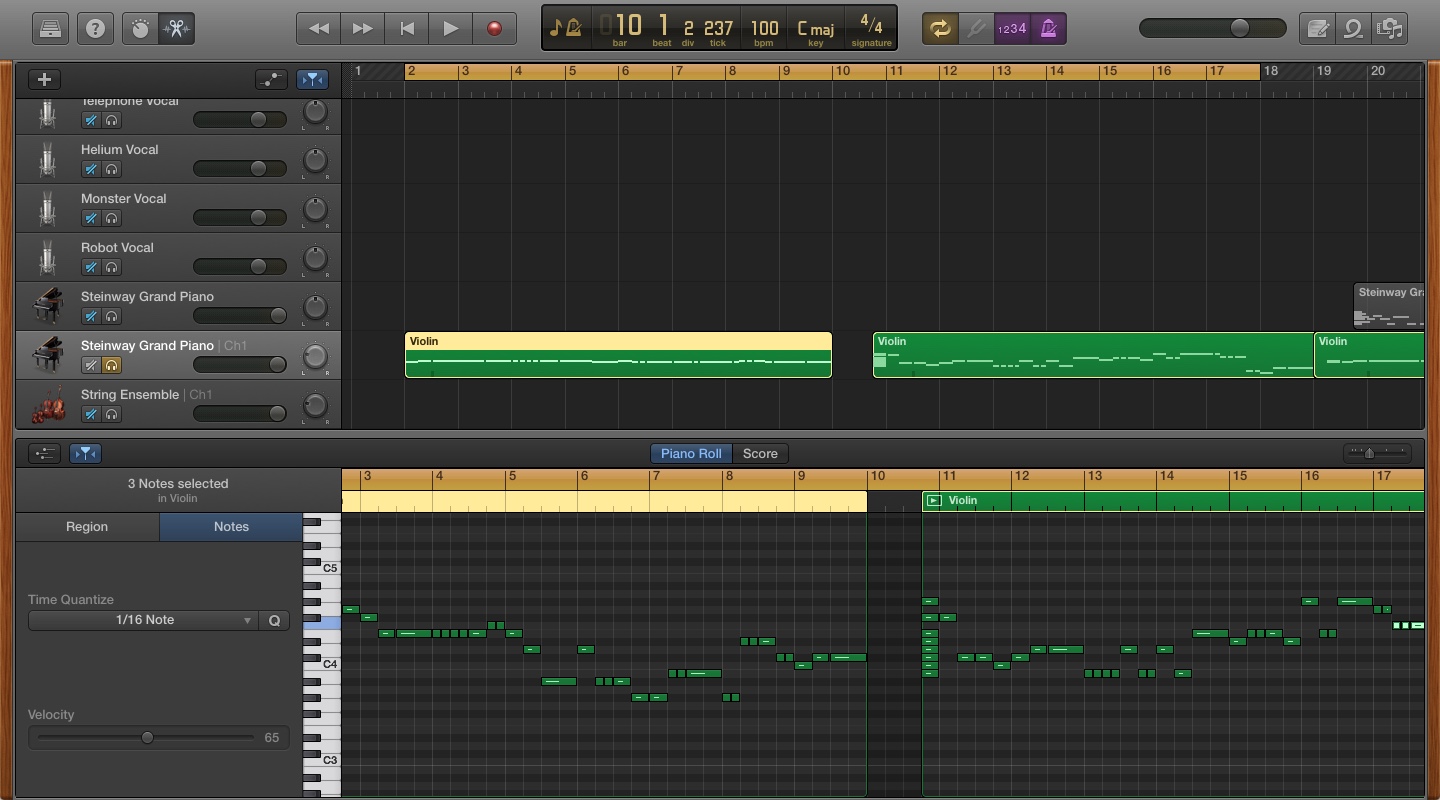 10 1 2 237 100 C maj 4/4
bar beat div tick bpm key signature
1234
1 2 3 4 5 6 7 8 9 10 11 12 13 14 15 16 17 18 19 20
Telephone Vocal
L R
Helium Vocal
L R
Monster Vocal
L R
Robot Vocal
L R
Steinway Grand Piano
L R
Steinway Gra
Steinway Grand Piano | Ch1
L R
Violin
Violin
Violin
String Ensemble | Ch1
L R
Piano Roll Score
3 Notes selected
in Violin
3 4 5 6 7 8 9 10 11 12 13 14 15 16 17
Violin
Region Notes
C5
Time Quantize
1/16 Note Q
C4
Velocity
65
C3